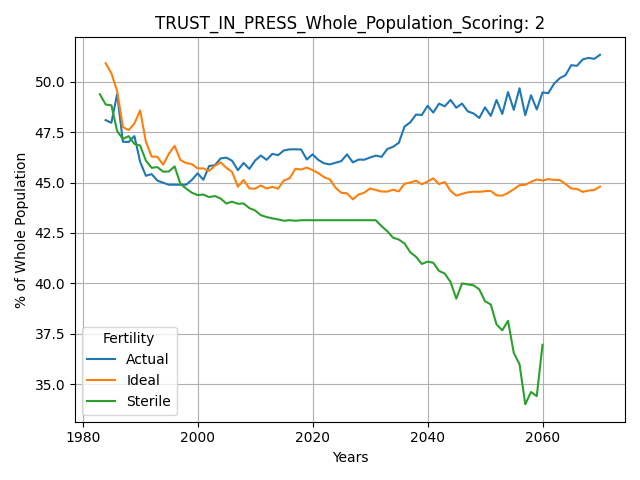 TRUST_IN_PRESS_Whole_Population_Scoring: 2
% of Whole Population
50.0
47.5
45.0
42.5
40.0
37.5
35.0
Fertility
Actual
Ideal
Sterile
1980 2000 2020 2040 2060
Years